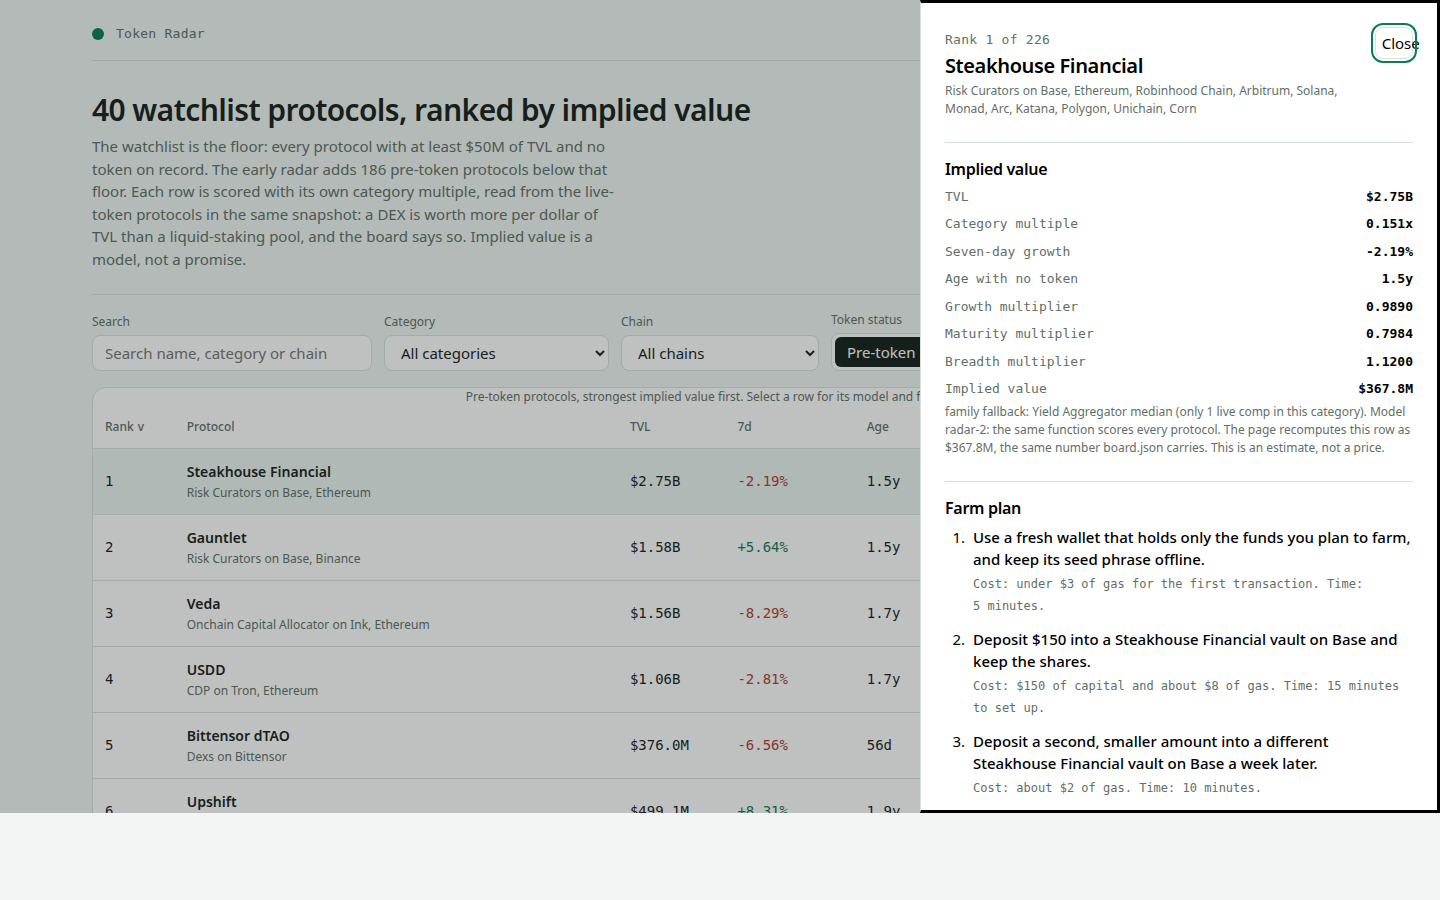 Token Radar
40 watchlist protocols, ranked by implied value
The watchlist is the floor: every protocol with at least $50M of TVL and no
token on record. The early radar adds 186 pre-token protocols below that
floor. Each row is scored with its own category multiple, read from the live-
token protocols in the same snapshot: a DEX is worth more per dollar of
TVL than a liquid-staking pool, and the board says so. Implied value is a
model, not a promise.
Search Category Chain Token status
Search name, category or chain All categories All chains Pre-token
Pre-token protocols, strongest implied value first. Select a row for its model and f
Rank v Protocol TVL 7d Age
1 Steakhouse Financial $2.75B -2.19% 1.5y
Risk Curators on Base, Ethereum
2 Gauntlet $1.58B +5.64% 1.5y
Risk Curators on Base, Binance
3 Veda $1.56B -8.29% 1.7y
Onchain Capital Allocator on Ink, Ethereum
4 USDD $1.06B -2.81% 1.7y
CDP on Tron, Ethereum
5 Bittensor dTAO $376.0M -6.56% 56d
Dexs on Bittensor
6 Upshift $499.1M +8.31% 1.9y
Rank 1 of 226
Close
Steakhouse Financial
Risk Curators on Base, Ethereum, Robinhood Chain, Arbitrum, Solana,
Monad, Arc, Katana, Polygon, Unichain, Corn
Implied value
TVL $2.75B
Category multiple 0.151x
Seven-day growth -2.19%
Age with no token 1.5y
Growth multiplier 0.9890
Maturity multiplier 0.7984
Breadth multiplier 1.1200
Implied value $367.8M
family fallback: Yield Aggregator median (only 1 live comp in this category). Model
radar-2: the same function scores every protocol. The page recomputes this row as
$367.8M, the same number board.json carries. This is an estimate, not a price.
Farm plan
1. Use a fresh wallet that holds only the funds you plan to farm,
and keep its seed phrase offline.
Cost: under $3 of gas for the first transaction. Time:
5 minutes.
2. Deposit $150 into a Steakhouse Financial vault on Base and
keep the shares.
Cost: $150 of capital and about $8 of gas. Time: 15 minutes
to set up.
3. Deposit a second, smaller amount into a different
Steakhouse Financial vault on Base a week later.
Cost: about $2 of gas. Time: 10 minutes.